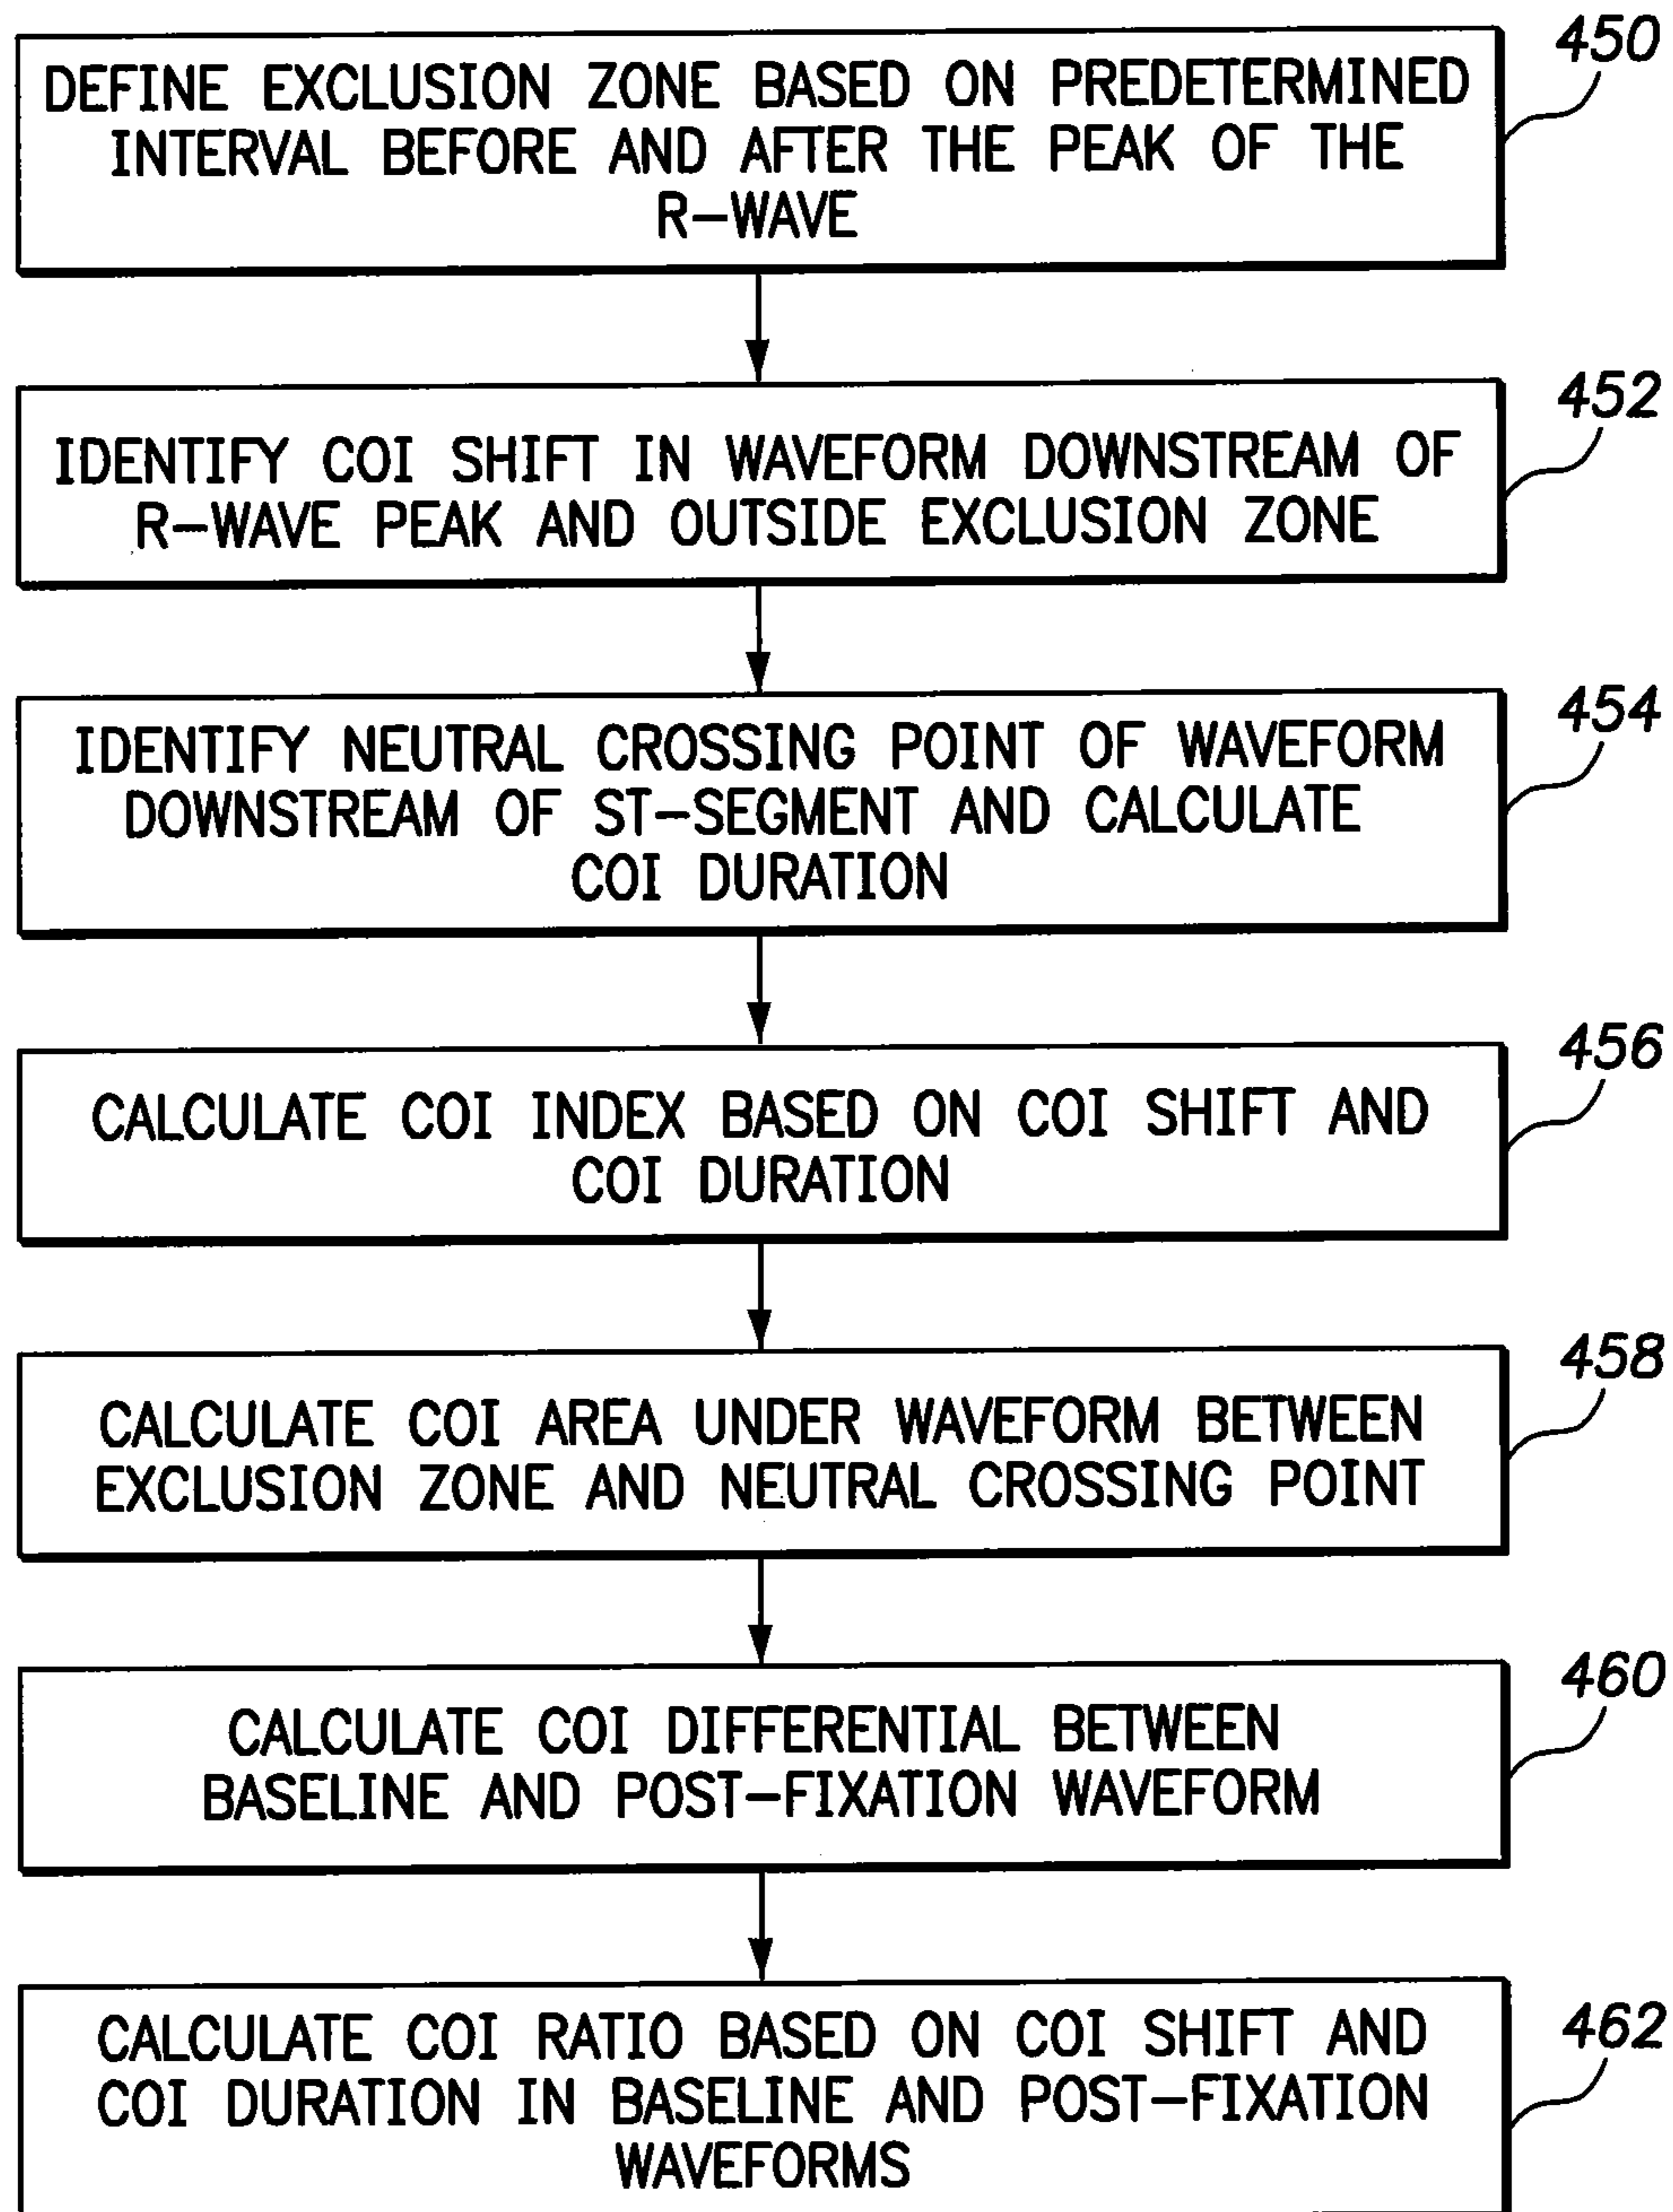 450
DEFINE EXCLUSION ZONE BASED ON PREDETERMINED
INTERVAL BEFORE AND AFTER THE PEAK OF THE
R-WAVE
452
IDENTIFY COI SHIFT IN WAVEFORM DOWNSTREAM OF
R-WAVE PEAK AND OUTSIDE EXCLUSION ZONE
454
IDENTIFY NEUTRAL CROSSING POINT OF WAVEFORM
DOWNSTREAM OF ST-SEGMENT AND CALCULATE
COI DURATION
456
CALCULATE COI INDEX BASED ON COI SHIFT AND
COI DURATION
458
CALCULATE COI AREA UNDER WAVEFORM BETWEEN
EXCLUSION ZONE AND NEUTRAL CROSSING POINT
460
CALCULATE COI DIFFERENTIAL BETWEEN
BASELINE AND POST-FIXATION WAVEFORM
462
CALCULATE COI RATIO BASED ON COI SHIFT AND
COI DURATION IN BASELINE AND POST-FIXATION
WAVEFORMS